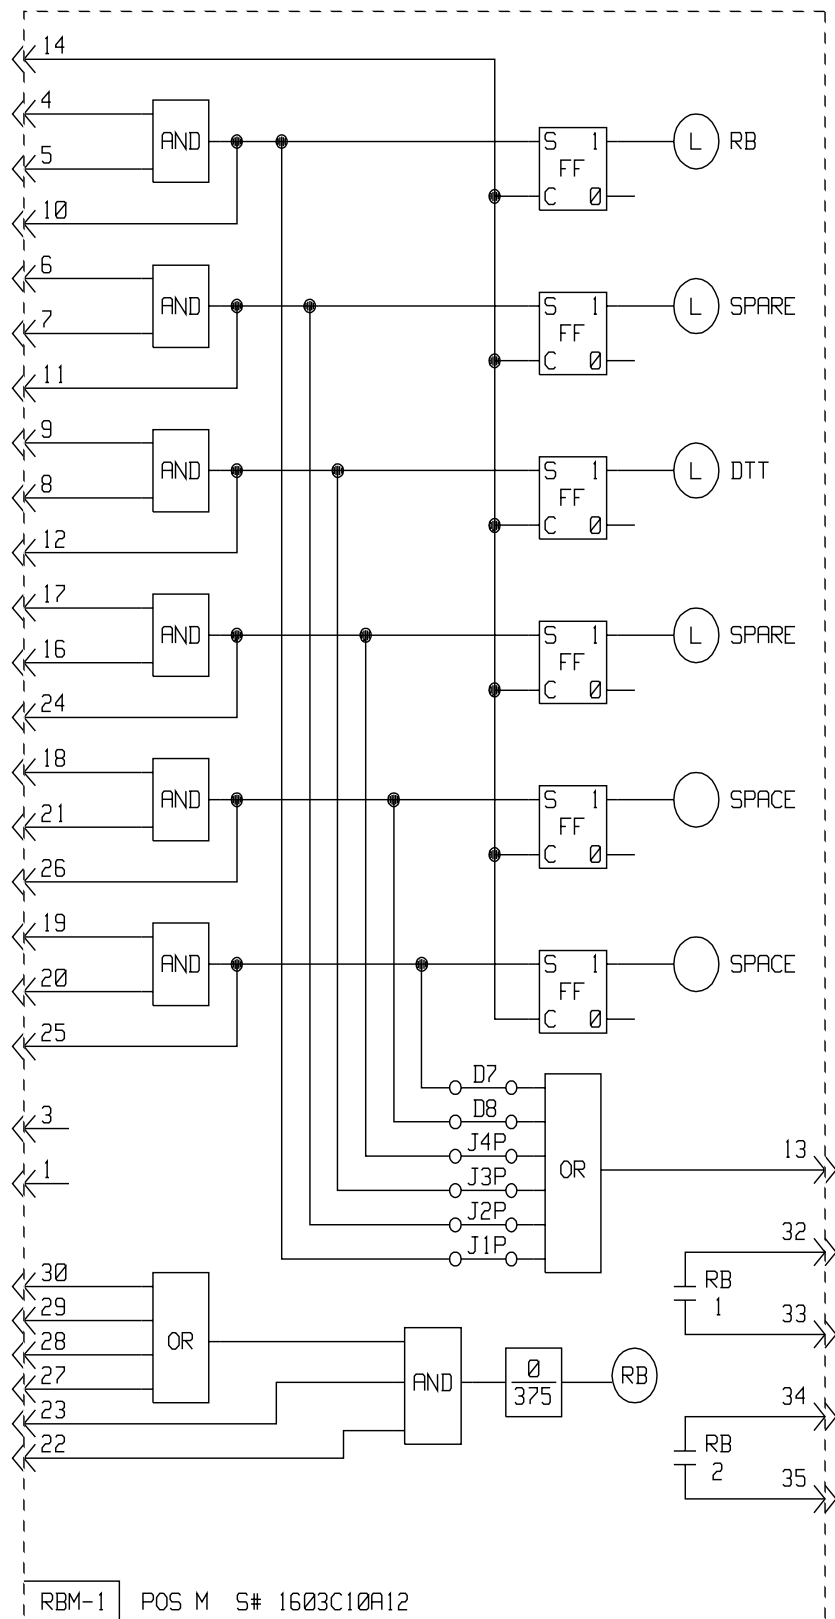 14
4
AND
S 1
L RB
5
FF
10
C 0
6
AND
S 1
L SPARE
7
FF
11
C 0
9
AND
S 1
L DTT
8
FF
12
C 0
17
AND
S 1
L SPARE
16
FF
24
C 0
18
AND
S 1
SPACE
21
FF
26
C 0
19
AND
S 1
SPACE
20
FF
25
C 0
D7
D8
3
J4P
13
1
J3P
OR
J2P
32
J1P
30
RB
29
1
33
28
OR
27
AND
0
375
RB
34
23
22
RB
2
35
RBM-1 POS M S# 1603C10A12